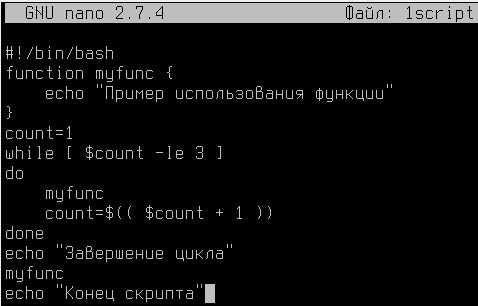 GNU nano 2.7.4 Файл: 1script
#!/bin/bash
function myfunc {
    echo "Пример использования функции"
}
count=1
while [ $count -le 3 ]
do
    myfunc
    count=$(( $count + 1 ))
done
echo "Завершение цикла"
myfunc
echo "Конец скрипта"